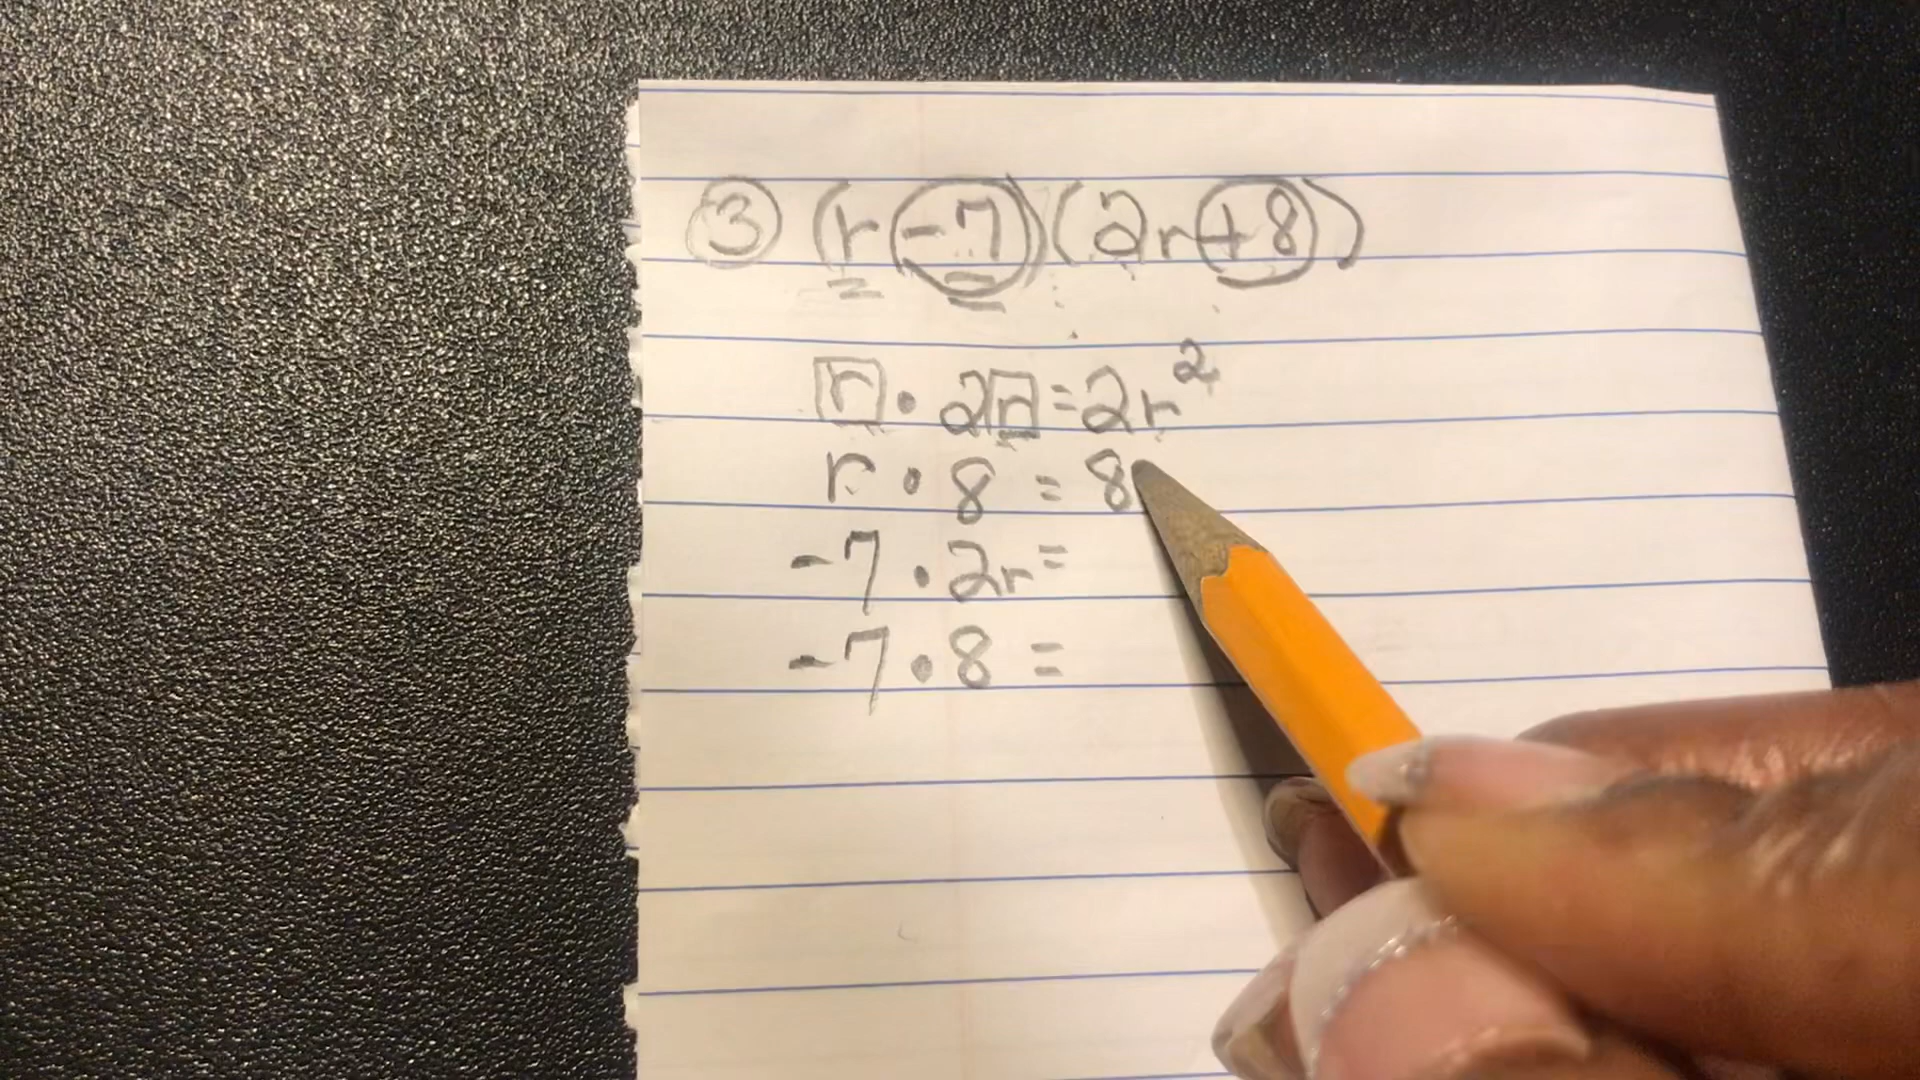 ③ (r-7)(2r+8)
r · 2r = 2r²
r · 8 = 8
-7 · 2r =
-7 · 8 =